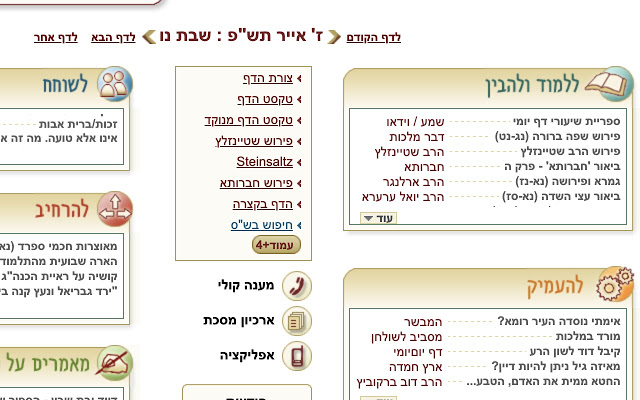 לדף הקודם
ז' אייר תש"פ : שבת נו
לדף הבא
לדף אחר
ללמוד ולהבין
ספריית שיעורי דף יומי שמע / וידאו
פירוש שפה ברורה (נג-נט) דבר מלכות
פירוש הרב שטיינזלץ הרב שטיינזלץ
ביאור 'חברותא' - פרק ה חברותא
גמרא ופירושה (נא-נז) הרב ארלנגר
ביאור עצי השדה (נא-סז) הרב יואל ערערא
עוד
להעמיק
אימתי נוסדה העיר רומא? המבשר
מורד במלכות מסביב לשולחן
קיבל דוד לשון הרע דף יומיומי
מאיזה גיל ניתן להיות דיין? ארץ חמדה
החטא ממית את האדם, הטבע... הרב דוב ברקוביץ
צורת הדף
טקסט הדף
טקסט הדף מנוקד
פירוש שטיינזלץ
Steinsaltz
פירוש חברותא
הדף בקצרה
חיפוש בש"ס
עמוד+4
מענה קולי
ארכיון מסכת
אפליקציה
לשוחח
זכות/ברית אבות
אינו אלא טועה. מה זה א
להרחיב
מאוצרות חכמי ספרד (נא
הארה שבועית מהתלמוד
קושיה על ראיית הכנה"ג
"ירד גבריאל ונעץ קנה בי
מאמרים על